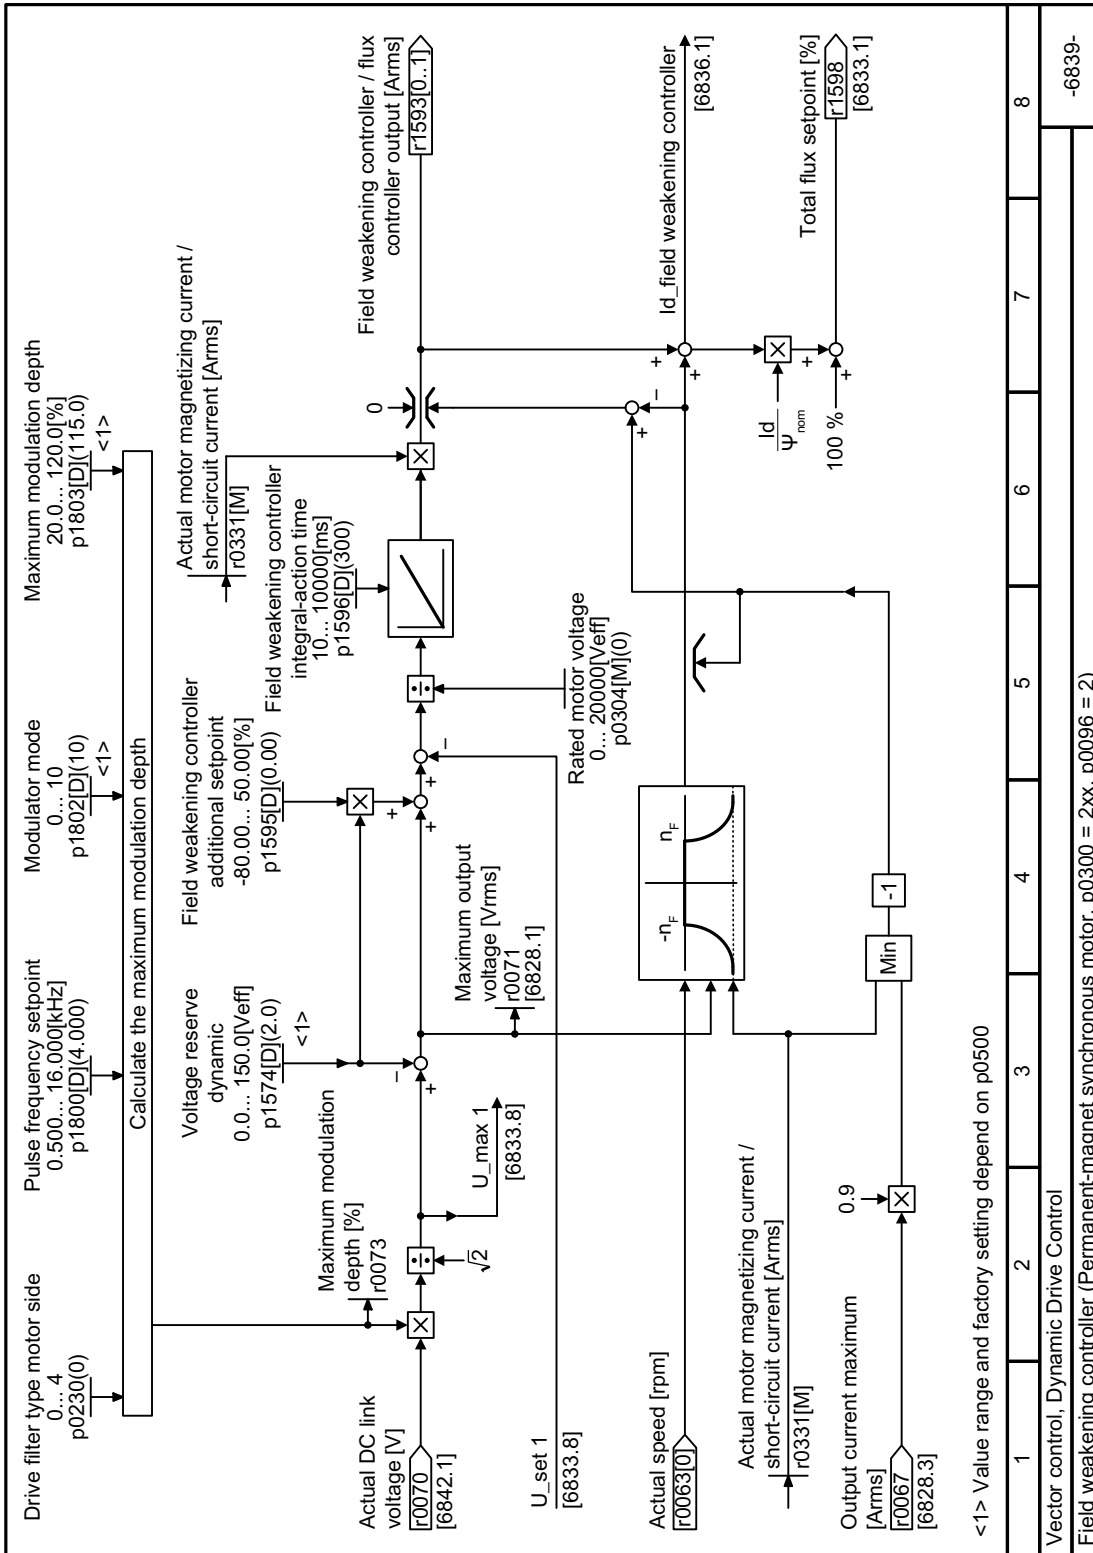 Drive filter type motor side
0... 4
p0230(0)
Pulse frequency setpoint
0.500... 16.000[kHz]
p1800[D](4.000)
Modulator mode
0... 10
p1802[D](10)
<1>
Maximum modulation depth
20.0... 120.0[%]
p1803[D](115.0)
<1>
Calculate the maximum modulation depth
Voltage reserve
dynamic
0.0... 150.0[Veff]
p1574[D](2.0)
<1>
Field weakening controller
additional setpoint
-80.00... 50.00[%]
p1595[D](0.00)
Actual motor magnetizing current /
short-circuit current [Arms]
r0331[M]
Field weakening controller
integral-action time
10... 10000[ms]
p1596[D](300)
Maximum modulation
depth [%]
r0073
Field weakening controller / flux
controller output [Arms]
r1593[0..1]
0
Actual DC link
voltage [V]
r0070
[6842.1]
√2
U_max 1
[6833.8]
Maximum output
voltage [Vrms]
r0071
[6828.1]
U_set 1
[6833.8]
Rated motor voltage
0... 20000[Veff]
p0304[M](0)
Id_field weakening controller
[6836.1]
Actual speed [rpm]
r0063[0]
-nF
nF
Id
Ψnom
100 %
Total flux setpoint [%]
r1598
[6833.1]
Actual motor magnetizing current /
short-circuit current [Arms]
r0331[M]
Output current maximum
[Arms]
r0067
[6828.3]
0.9
Min
-1
<1> Value range and factory setting depend on p0500
1 2 3 4 5 6 7 8
Vector control, Dynamic Drive Control
Field weakening controller (Permanent-magnet synchronous motor, p0300 = 2xx, p0096 = 2)
-6839-